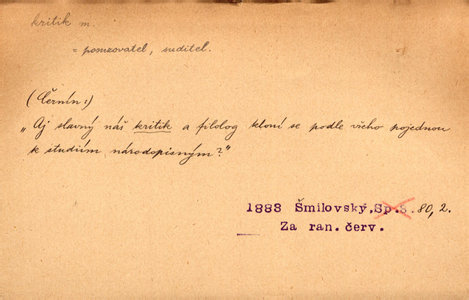 kritik m.
= posuzovatel, suditel.
(Černín:)
„Aj slavný náš kritik a filolog kloní se podle všeho pojednou
k studiím národopisným?"
1883 Šmilovský, Sp.S. 80, 2.
Za ran. červ.